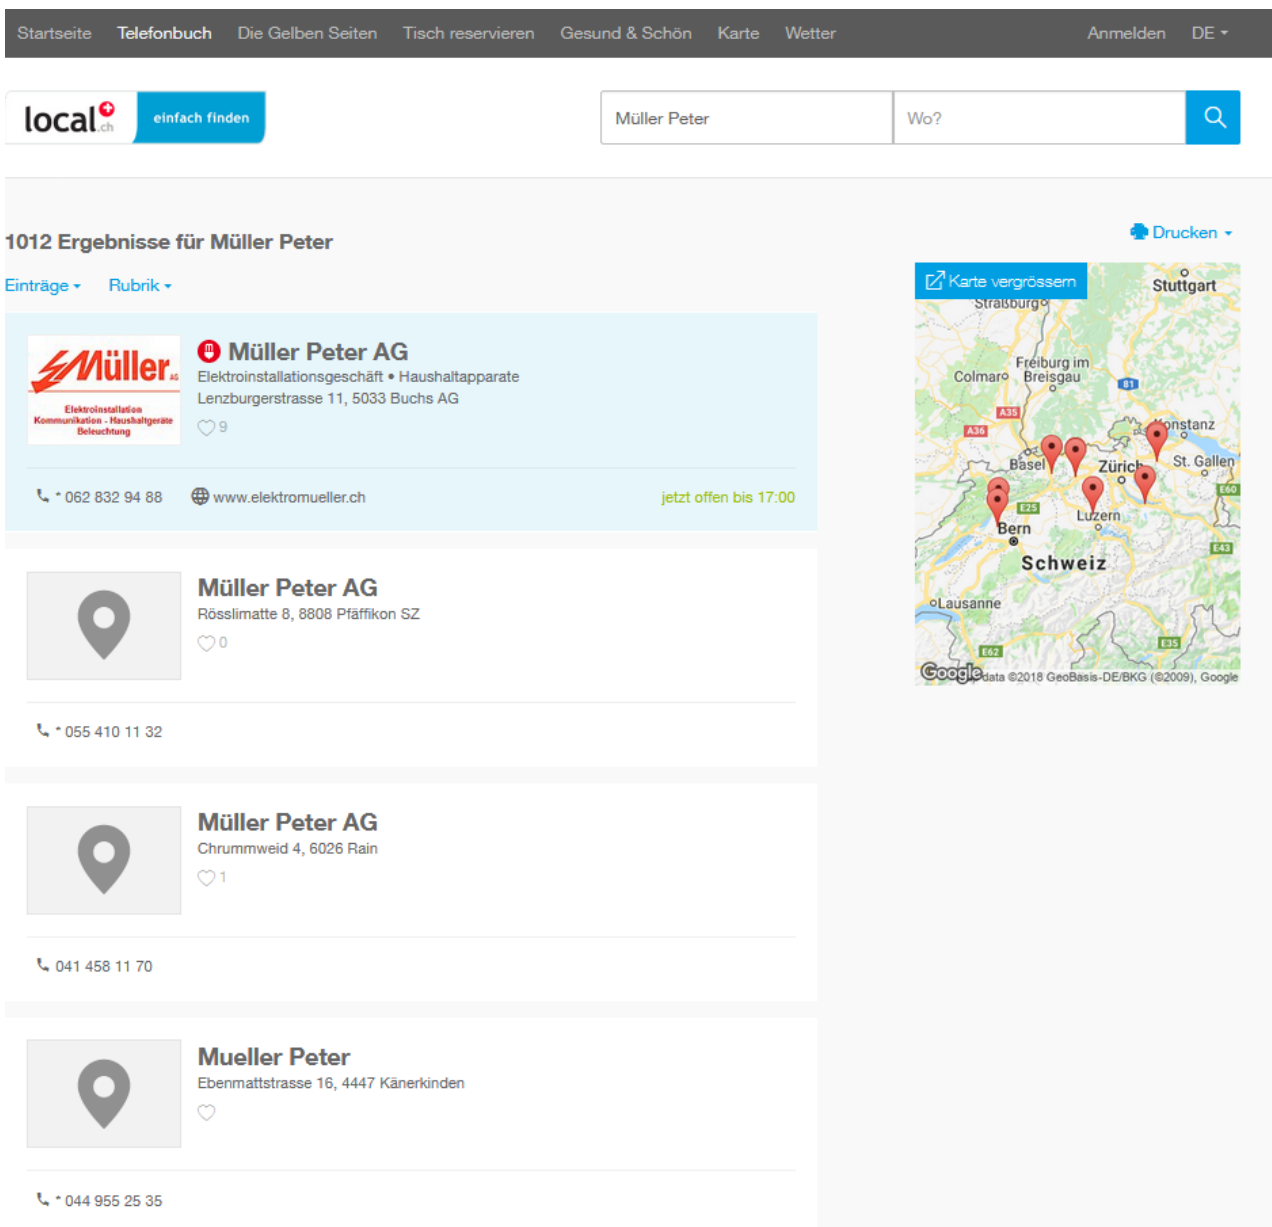 Startseite Telefonbuch Die Gelben Seiten Tisch reservieren Gesund & Schön Karte Wetter Anmelden DE
local.ch einfach finden
Müller Peter Wo?
1012 Ergebnisse für Müller Peter
Drucken
Einträge Rubrik
Müller AG
Elektroinstallation
Kommunikation - Haushaltgeräte
Beleuchtung
Müller Peter AG
Elektroinstallationsgeschäft • Haushaltapparate
Lenzburgerstrasse 11, 5033 Buchs AG
9
* 062 832 94 88 www.elektromueller.ch jetzt offen bis 17:00
Müller Peter AG
Rösslimatte 8, 8808 Pfäffikon SZ
0
* 055 410 11 32
Müller Peter AG
Chrummweid 4, 6026 Rain
1
041 458 11 70
Mueller Peter
Ebenmattstrasse 16, 4447 Känerkinden
* 044 955 25 35
Karte vergrössern
Stuttgart
Straßburg
Freiburg im
Breisgau
Colmar
81
A35
A36
Konstanz
Basel
Zürich
St. Gallen
E60
E25
Luzern
Bern
E43
Schweiz
Lausanne
E35
E62
Google
data ©2018 GeoBasis-DE/BKG (©2009), Google